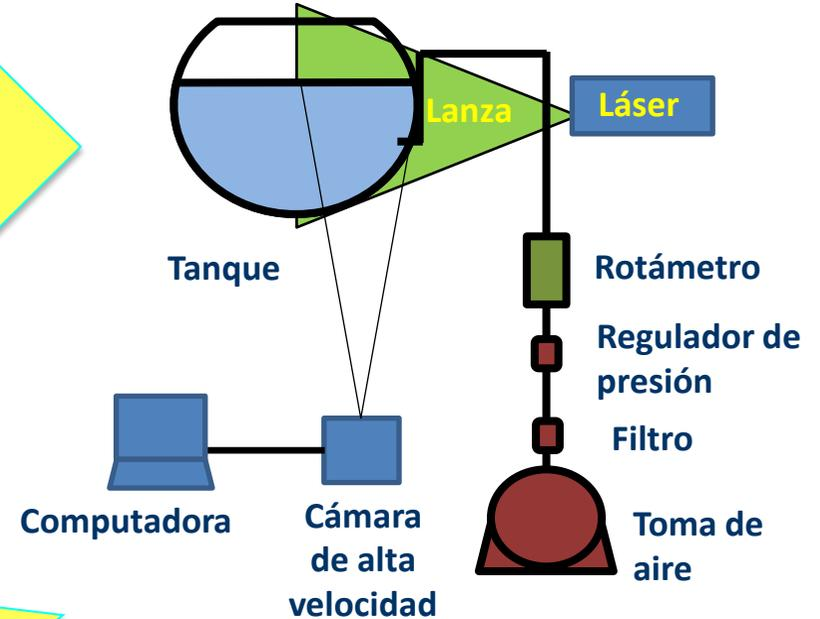 Lanza
Láser
Tanque
Rotámetro
Regulador de
presión
Filtro
Computadora
Cámara
de alta
velocidad
Toma de
aire